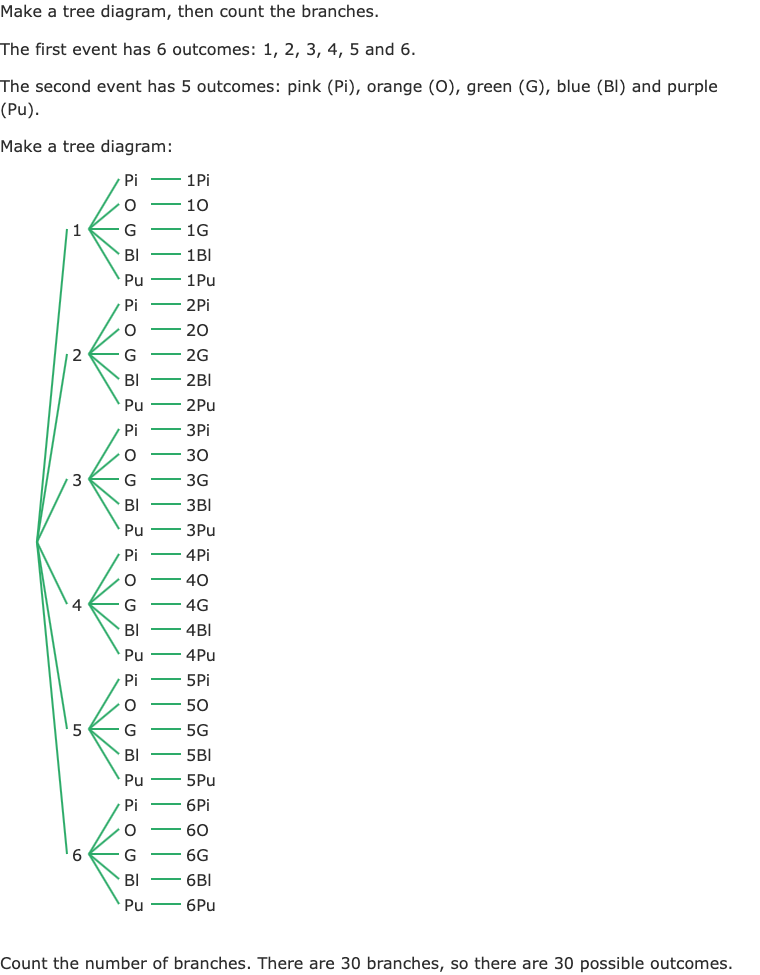 Make a tree diagram, then count the branches.
The first event has 6 outcomes: 1, 2, 3, 4, 5 and 6.
The second event has 5 outcomes: pink (Pi), orange (O), green (G), blue (Bl) and purple
(Pu).
Make a tree diagram:
Pi 1Pi
O 1O
1 G 1G
Bl 1Bl
Pu 1Pu
Pi 2Pi
O 2O
2 G 2G
Bl 2Bl
Pu 2Pu
Pi 3Pi
O 3O
3 G 3G
Bl 3Bl
Pu 3Pu
Pi 4Pi
O 4O
4 G 4G
Bl 4Bl
Pu 4Pu
Pi 5Pi
O 5O
5 G 5G
Bl 5Bl
Pu 5Pu
Pi 6Pi
O 6O
6 G 6G
Bl 6Bl
Pu 6Pu
Count the number of branches. There are 30 branches, so there are 30 possible outcomes.